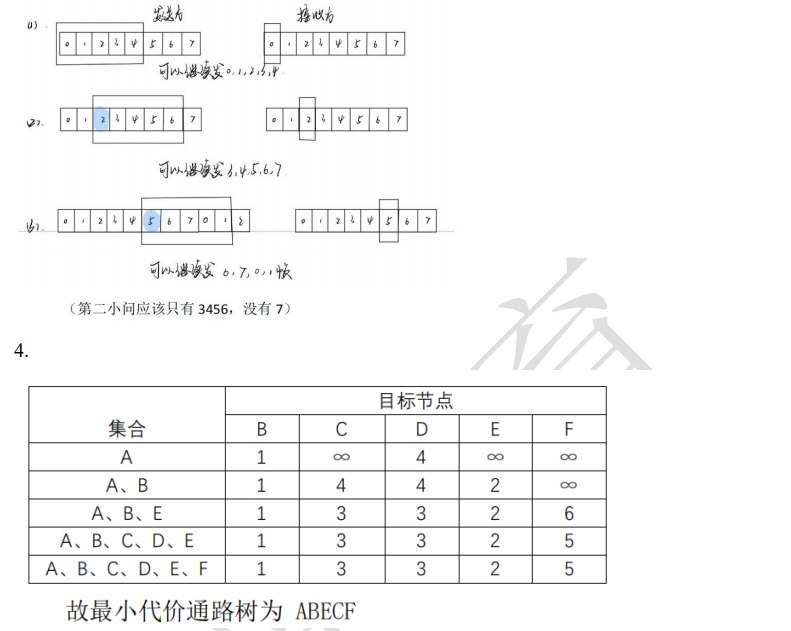 (1). 发送方 接收方
0 1 2 3 4 5 6 7 0 1 2 3 4 5 6 7
可以继续发 0,1,2,3,4.
(2). 0 1 2 3 4 5 6 7 0 1 2 3 4 5 6 7
可以继续发 3,4,5,6,7
(3). 0 1 2 3 4 5 6 7 0 1 2 0 1 2 3 4 5 6 7
可以继续发 6,7,0,1帧
（第二小问应该只有 3456，没有 7）
4.
集合 目标节点
B C D E F
A 1 ∞ 4 ∞ ∞
A、B 1 4 4 2 ∞
A、B、E 1 3 3 2 6
A、B、C、D、E 1 3 3 2 5
A、B、C、D、E、F 1 3 3 2 5
故最小代价通路树为 ABECF